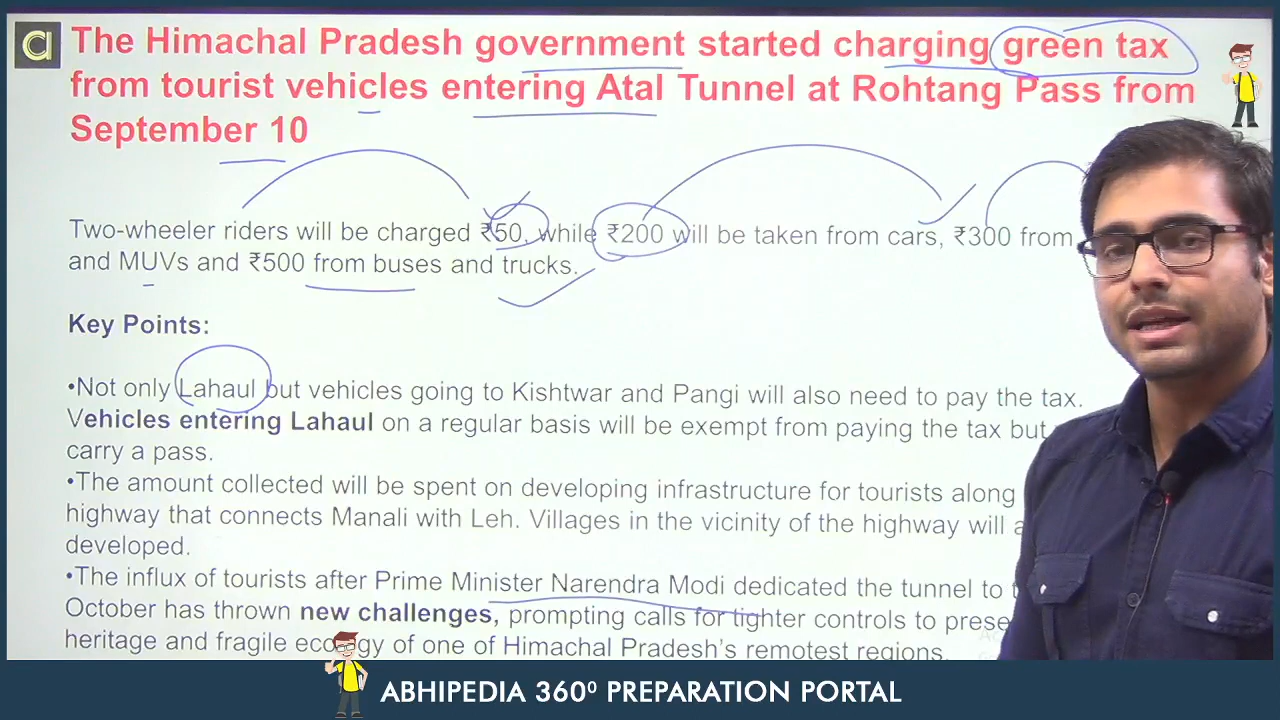 a
The Himachal Pradesh government started charging green tax
from tourist vehicles entering Atal Tunnel at Rohtang Pass from
September 10
Two-wheeler riders will be charged ₹50, while ₹200 will be taken from cars, ₹300 from
and MUVs and ₹500 from buses and trucks.
Key Points:
•Not only Lahaul but vehicles going to Kishtwar and Pangi will also need to pay the tax.
Vehicles entering Lahaul on a regular basis will be exempt from paying the tax but
carry a pass.
•The amount collected will be spent on developing infrastructure for tourists along
highway that connects Manali with Leh. Villages in the vicinity of the highway will
developed.
•The influx of tourists after Prime Minister Narendra Modi dedicated the tunnel to
October has thrown new challenges, prompting calls for tighter controls to
heritage and fragile ecology of one of Himachal Pradesh's remotest regions.
ABHIPEDIA 360⁰ PREPARATION PORTAL